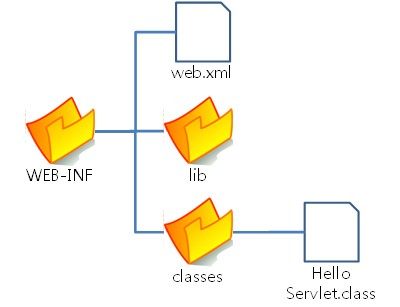 web.xml
WEB-INF
lib
classes
Hello
Servlet.class